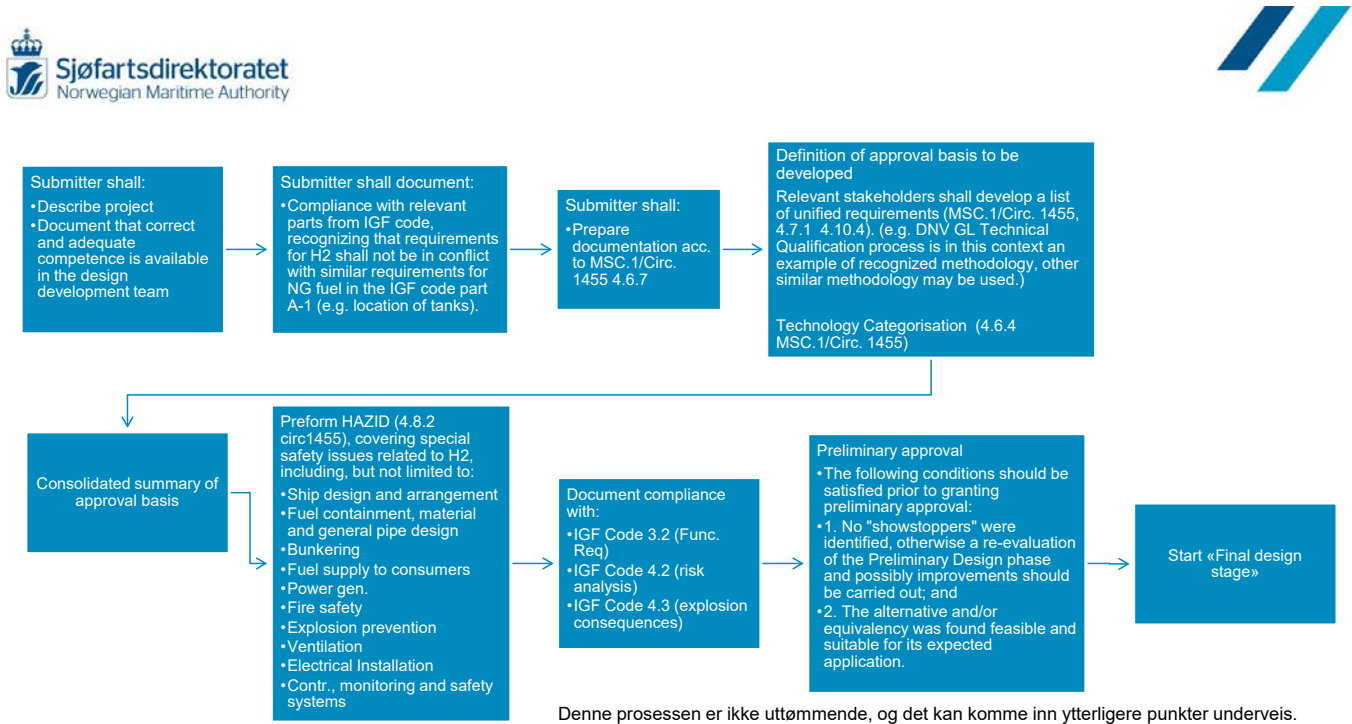 Sjøfartsdirektoratet
Norwegian Maritime Authority
Submitter shall:
•Describe project
•Document that correct
and adequate
competence is available
in the design
development team
Submitter shall document:
•Compliance with relevant
parts from IGF code,
recognizing that requirements
for H2 shall not be in conflict
with similar requirements for
NG fuel in the IGF code part
A-1 (e.g. location of tanks).
Submitter shall:
•Prepare
documentation acc.
to MSC.1/Circ.
1455 4.6.7
Definition of approval basis to be
developed
Relevant stakeholders shall develop a list
of unified requirements (MSC.1/Circ. 1455,
4.7.1 4.10.4). (e.g. DNV GL Technical
Qualification process is in this context an
example of recognized methodology, other
similar methodology may be used.)
Technology Categorisation (4.6.4
MSC.1/Circ. 1455)
Consolidated summary of
approval basis
Preform HAZID (4.8.2
circ1455), covering special
safety issues related to H2,
including, but not limited to:
•Ship design and arrangement
•Fuel containment, material
and general pipe design
•Bunkering
•Fuel supply to consumers
•Power gen.
•Fire safety
•Explosion prevention
•Ventilation
•Electrical Installation
•Contr., monitoring and safety
systems
Document compliance
with:
•IGF Code 3.2 (Func.
Req)
•IGF Code 4.2 (risk
analysis)
•IGF Code 4.3 (explosion
consequences)
Preliminary approval
•The following conditions should be
satisfied prior to granting
preliminary approval:
•1. No "showstoppers" were
identified, otherwise a re-evaluation
of the Preliminary Design phase
and possibly improvements should
be carried out; and
•2. The alternative and/or
equivalency was found feasible and
suitable for its expected
application.
Start «Final design
stage»
Denne prosessen er ikke uttømmende, og det kan komme inn ytterligere punkter underveis.